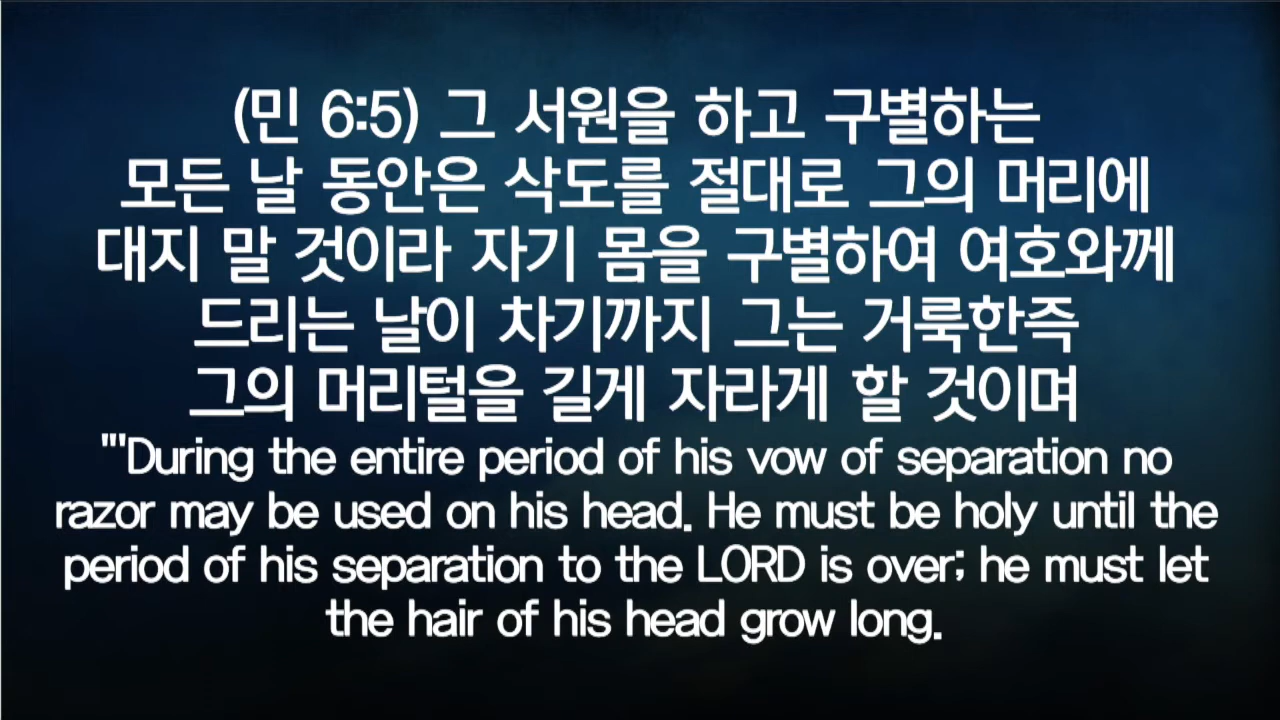 (민 6:5) 그 서원을 하고 구별하는
모든 날 동안은 삭도를 절대로 그의 머리에
대지 말 것이라 자기 몸을 구별하여 여호와께
드리는 날이 차기까지 그는 거룩한즉
그의 머리털을 길게 자라게 할 것이며
"'During the entire period of his vow of separation no
razor may be used on his head. He must be holy until the
period of his separation to the LORD is over; he must let
the hair of his head grow long.